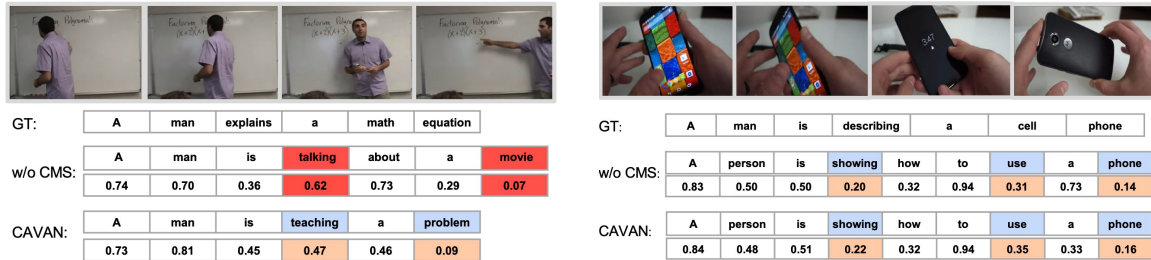 Factoring Polynomials
Factoring Polynomial
Factoring Polynomials
3:47
GT: A man explains a math equation
w/o CMS: A man is talking about a movie
0.74 0.70 0.36 0.62 0.73 0.29 0.07
CAVAN: A man is teaching a problem
0.73 0.81 0.45 0.47 0.46 0.09
GT: A man is describing a cell phone
w/o CMS: A person is showing how to use a phone
0.83 0.50 0.50 0.20 0.32 0.94 0.31 0.73 0.14
CAVAN: A person is showing how to use a phone
0.84 0.48 0.51 0.22 0.32 0.94 0.35 0.33 0.16